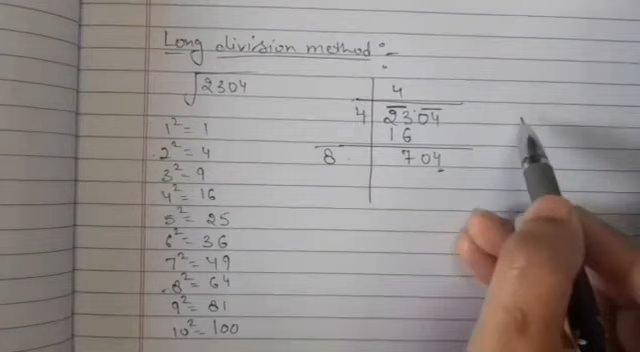 Long division method :-
√2304
4
4 2304
16
8 704
1² = 1
2² = 4
3² = 9
4² = 16
5² = 25
6² = 36
7² = 49
8² = 64
9² = 81
10² = 100